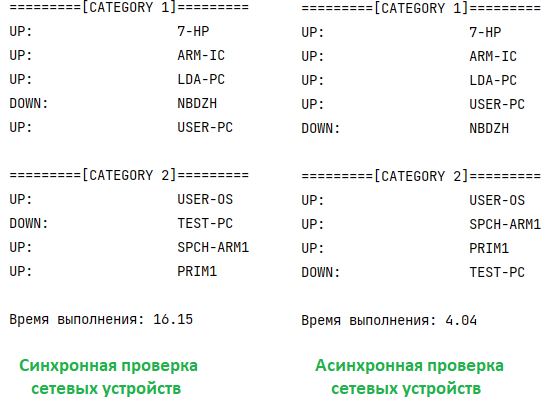 =========[CATEGORY 1]=========
UP: 7-HP
UP: ARM-IC
UP: LDA-PC
DOWN: NBDZH
UP: USER-PC
=========[CATEGORY 2]=========
UP: USER-OS
DOWN: TEST-PC
UP: SPCH-ARM1
UP: PRIM1
Время выполнения: 16.15
Синхронная проверка
сетевых устройств
=========[CATEGORY 1]=========
UP: 7-HP
UP: ARM-IC
UP: LDA-PC
UP: USER-PC
DOWN: NBDZH
=========[CATEGORY 2]=========
UP: USER-OS
UP: SPCH-ARM1
UP: PRIM1
DOWN: TEST-PC
Время выполнения: 4.04
Асинхронная проверка
сетевых устройств